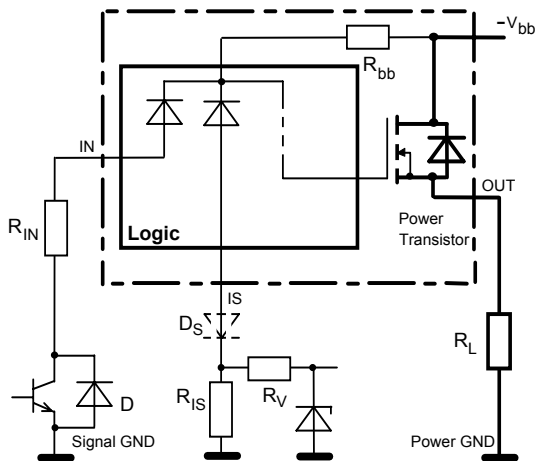 -Vbb
Rbb
IN
OUT
RIN
Logic
Power
Transistor
IS
DS
RL
D
RIS
RV
Signal GND
Power GND